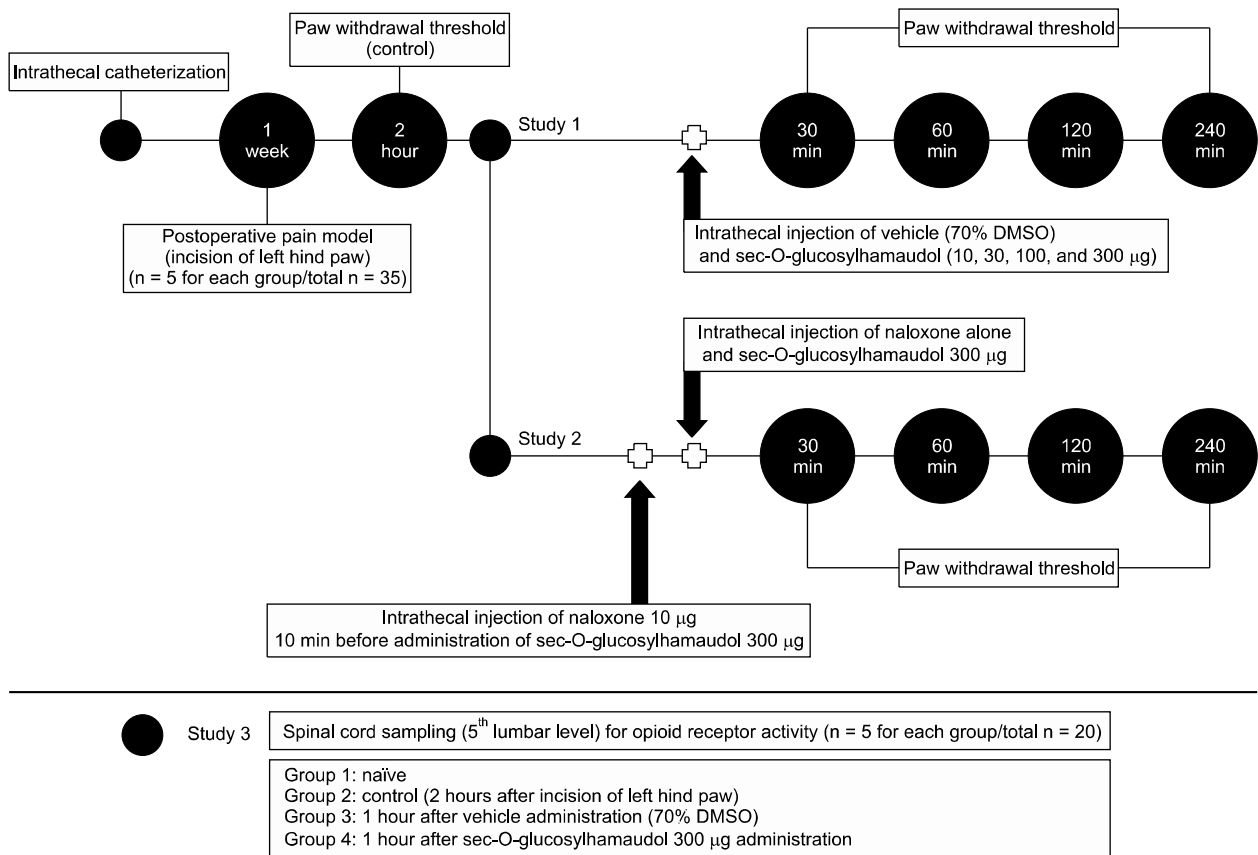 Intrathecal catheterization
1
week
Postoperative pain model
(incision of left hind paw)
(n = 5 for each group/total n = 35)
Paw withdrawal threshold
(control)
2
hour
Study 1
Intrathecal injection of vehicle (70% DMSO)
and sec-O-glucosylhamaudol (10, 30, 100, and 300 μg)
Paw withdrawal threshold
30
min
60
min
120
min
240
min
Study 2
Intrathecal injection of naloxone alone
and sec-O-glucosylhamaudol 300 μg
Intrathecal injection of naloxone 10 μg
10 min before administration of sec-O-glucosylhamaudol 300 μg
30
min
60
min
120
min
240
min
Paw withdrawal threshold
Study 3
Spinal cord sampling (5th lumbar level) for opioid receptor activity (n = 5 for each group/total n = 20)
Group 1: naïve
Group 2: control (2 hours after incision of left hind paw)
Group 3: 1 hour after vehicle administration (70% DMSO)
Group 4: 1 hour after sec-O-glucosylhamaudol 300 μg administration